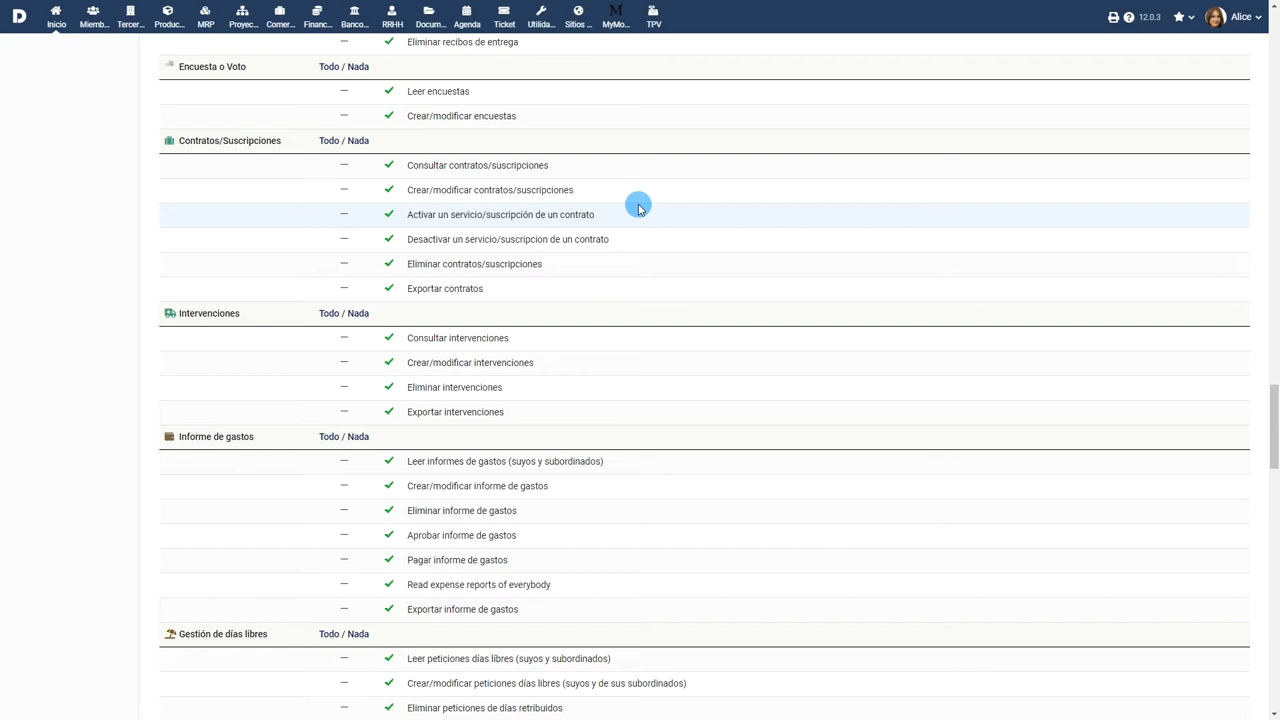 D
Inicio
Miemb...
Tercer...
Produc...
MRP
Proyec...
Comer...
Financ...
Banco...
RRHH
Docum...
Agenda
Ticket
Utilida...
Sitios ...
M
MyMo...
TPV
12.0.3
Alice
Eliminar recibos de entrega
Encuesta o Voto Todo / Nada
Leer encuestas
Crear/modificar encuestas
Contratos/Suscripciones Todo / Nada
Consultar contratos/suscripciones
Crear/modificar contratos/suscripciones
Activar un servicio/suscripción de un contrato
Desactivar un servicio/suscripcion de un contrato
Eliminar contratos/suscripciones
Exportar contratos
Intervenciones Todo / Nada
Consultar intervenciones
Crear/modificar intervenciones
Eliminar intervenciones
Exportar intervenciones
Informe de gastos Todo / Nada
Leer informes de gastos (suyos y subordinados)
Crear/modificar informe de gastos
Eliminar informe de gastos
Aprobar informe de gastos
Pagar informe de gastos
Read expense reports of everybody
Exportar informe de gastos
Gestión de días libres Todo / Nada
Leer peticiones días líbres (suyos y subordinados)
Crear/modificar peticiones días libres (suyos y de sus subordinados)
Eliminar peticiones de días retribuidos